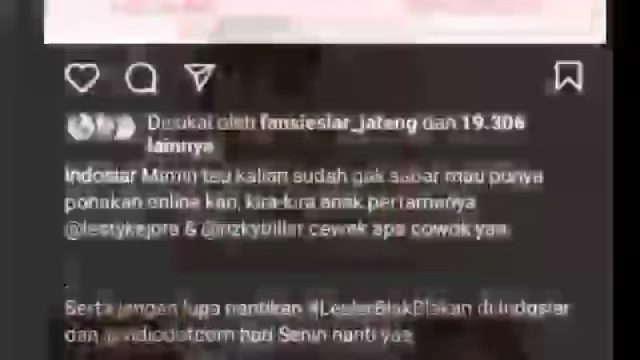 Disukai oleh fansleslar_jateng dan 19.306
lainnya
indosiar Mimin tau kalian sudah gak sabar mau punya
ponakan online kan, kira-kira anak pertamanya
@lestykejora & @rizkybillar cewek apa cowok yaa
.
Serta jangan lupa nantikan #LeslarBlakBlakan di Indosiar
dan @vidiodotcom hari Senin nanti yaa